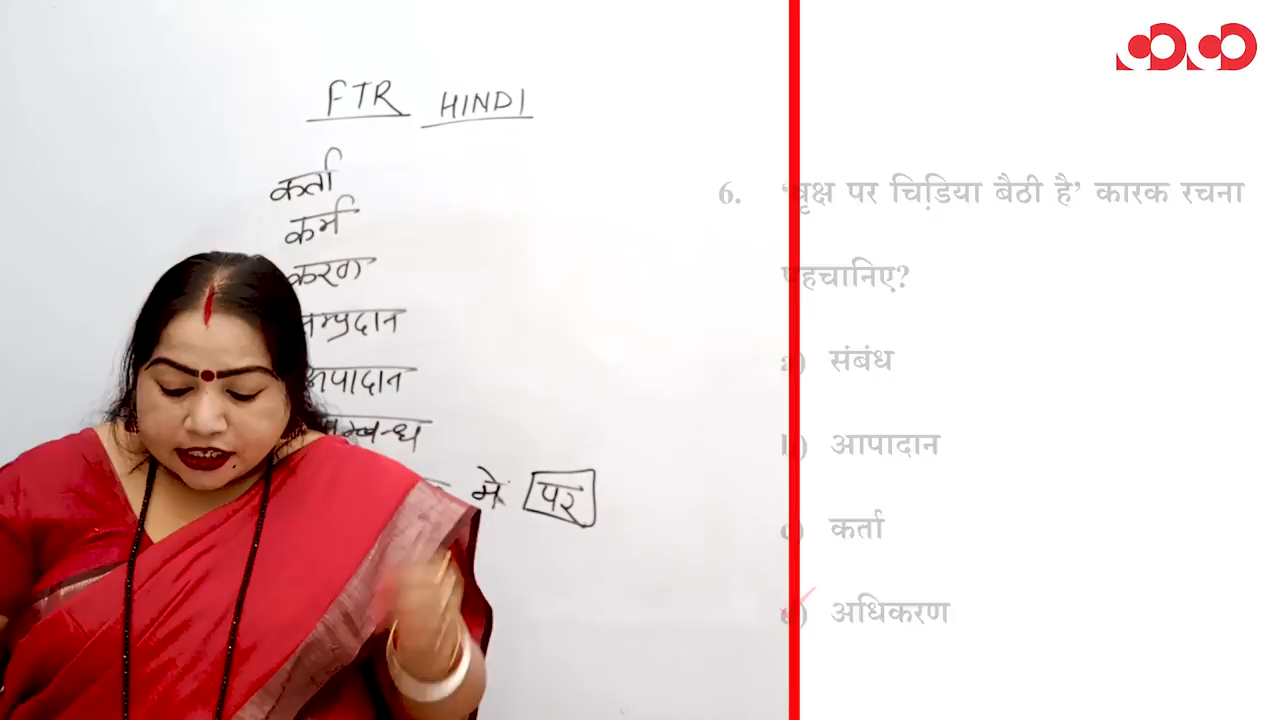 FTR HINDI
कर्ता
कर्म
करण
सम्प्रदान
अपादान
सम्बन्ध
में पर
6. 'वृक्ष पर चिडिया बैठी है' कारक रचना
पहचानिए?
a) संबंध
b) आपादान
c) कर्ता
d) अधिकरण